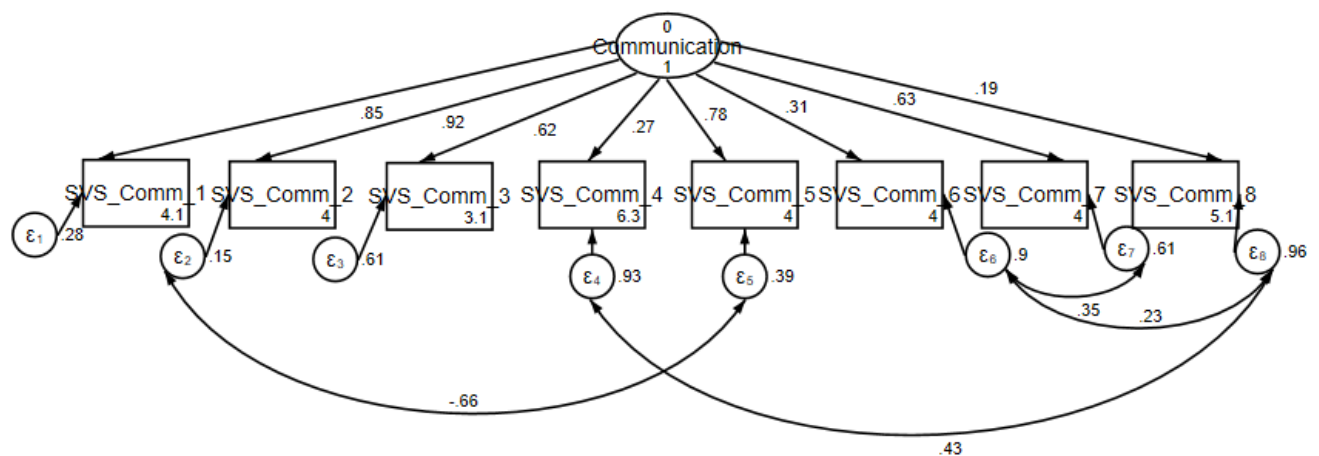 0
Communication
1
.85
.92
.62
.27
.78
.31
.63
.19
SVS_Comm_1
4.1
SVS_Comm_2
4
SVS_Comm_3
3.1
SVS_Comm_4
6.3
SVS_Comm_5
4
SVS_Comm_6
4
SVS_Comm_7
4
SVS_Comm_8
5.1
ε₁ .28
ε₂ .15
ε₃ .61
ε₄ .93
ε₅ .39
ε₆ .9
ε₇ .61
ε₈ .96
.35
.23
-.66
.43